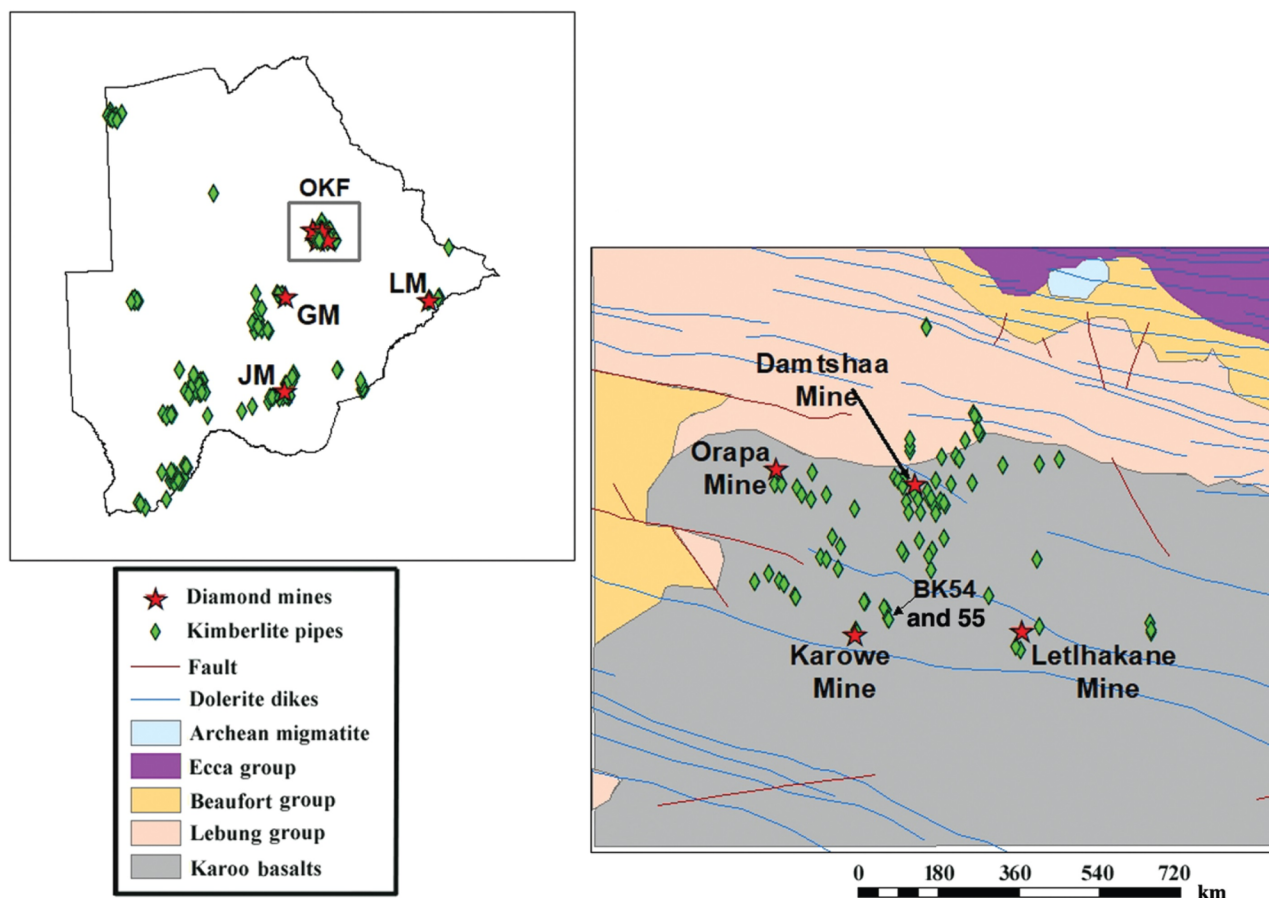 OKF
LM
GM
JM
Diamond mines
Kimberlite pipes
Fault
Dolerite dikes
Archean migmatite
Ecca group
Beaufort group
Lebung group
Karoo basalts
Damtshaa
Mine
Orapa
Mine
BK54
and 55
Karowe
Mine
Letlhakane
Mine
0 180 360 540 720
km